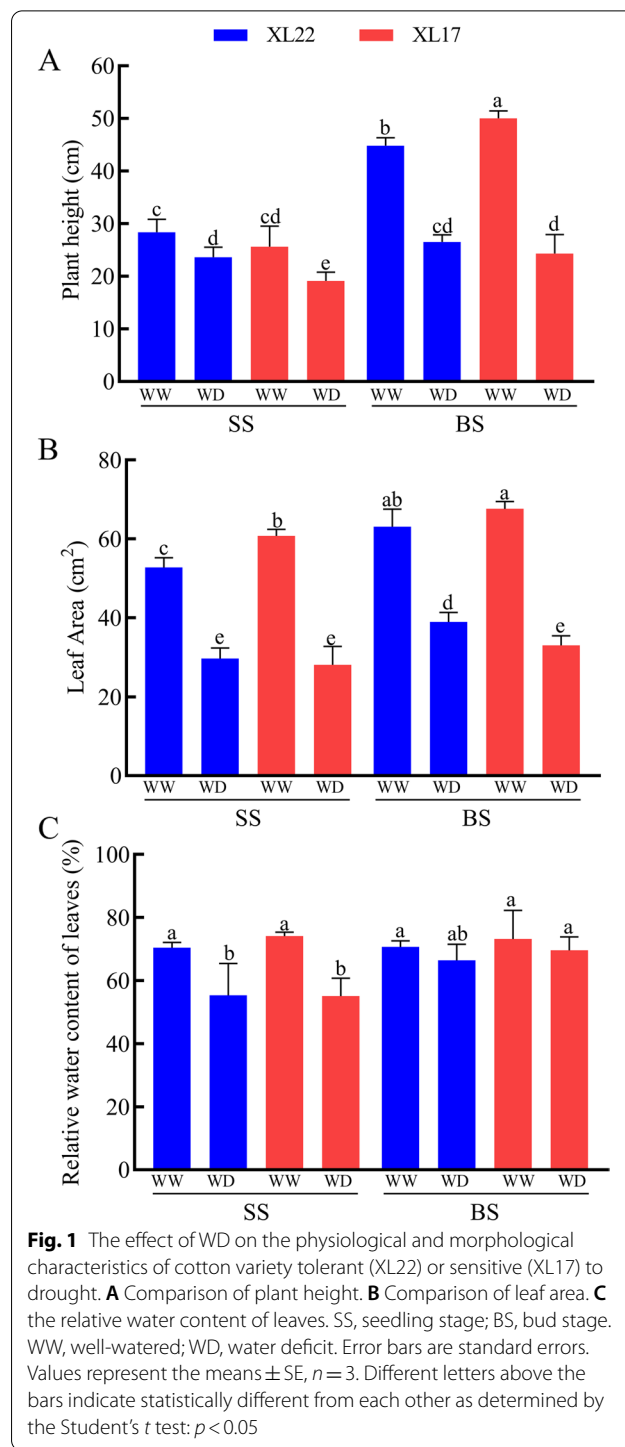 XL22 XL17
A
Plant height (cm)
60
50
40
30
20
10
0
c d cd e b cd a d
WW WD WW WD WW WD WW WD
SS BS
B
Leaf Area (cm²)
80
60
40
20
0
c e b e ab d a e
WW WD WW WD WW WD WW WD
SS BS
C
Relative water content of leaves (%)
100
80
60
40
20
0
a b a b a ab a a
WW WD WW WD WW WD WW WD
SS BS
Fig. 1 The effect of WD on the physiological and morphological
characteristics of cotton variety tolerant (XL22) or sensitive (XL17) to
drought. A Comparison of plant height. B Comparison of leaf area. C
the relative water content of leaves. SS, seedling stage; BS, bud stage.
WW, well-watered; WD, water deficit. Error bars are standard errors.
Values represent the means ± SE, n = 3. Different letters above the
bars indicate statistically different from each other as determined by
the Student's t test: p < 0.05